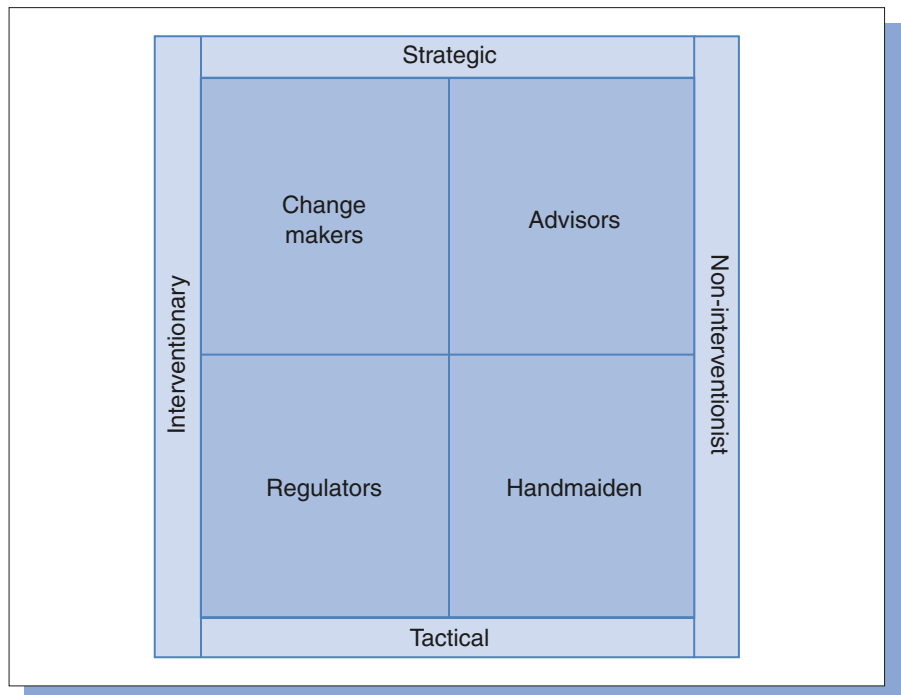 Strategic
Change
makers
Advisors
Interventionary
Non-interventionist
Regulators
Handmaiden
Tactical